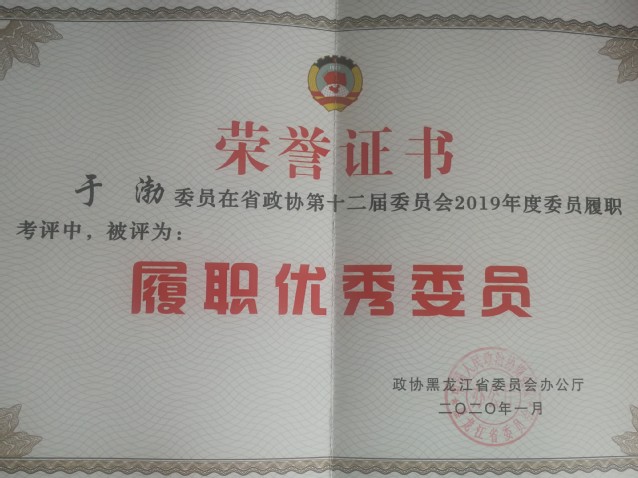 荣誉证书
于渤委员在省政协第十二届委员会2019年度委员履职
考评中，被评为：
履职优秀委员
政协黑龙江省委员会办公厅
二〇二〇年一月